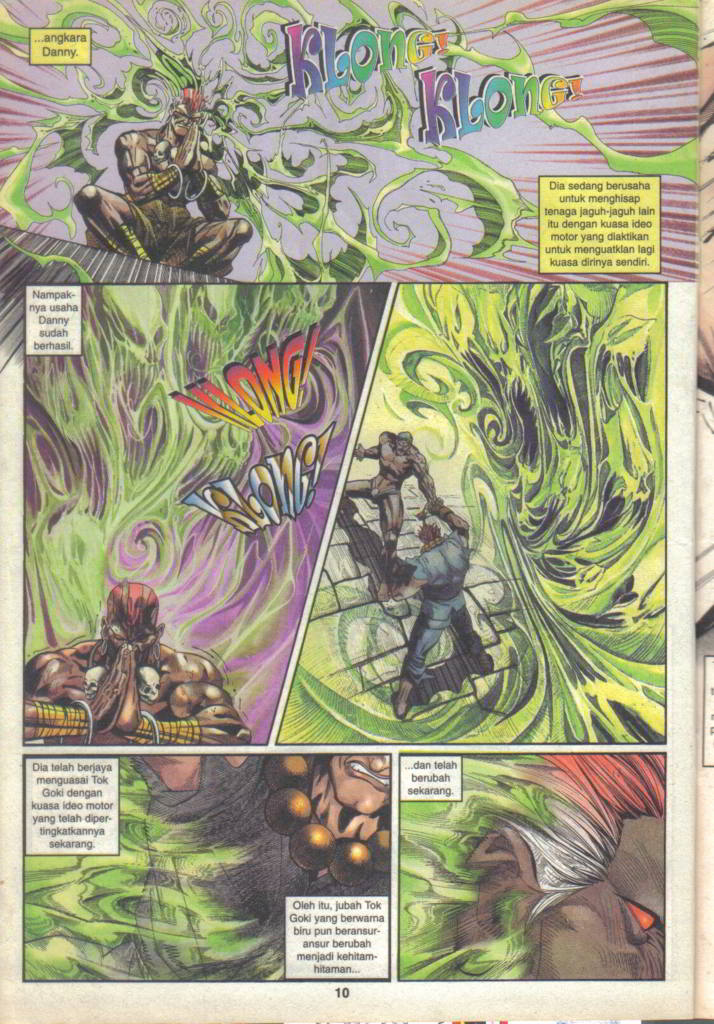 ...angkara
Danny.
KLONG!
KLONG!
Dia sedang berusaha
untuk menghisap
tenaga jaguh-jaguh lain
itu dengan kuasa ideo
motor yang diaktikan
untuk menguatklan lagi
kuasa dirinya sendiri.
Nampak-
nya usaha
Danny
sudah
berhasil.
KLONG!
KLONG!
Dia telah berjaya
menguasai Tok
Goki dengan
kuasa ideo motor
yang telah diper-
tingkatkannya
sekarang.
Oleh itu, jubah Tok
Goki yang berwarna
biru pun beransur-
ansur berubah
menjadi kehitam-
hitaman...
...dan telah
berubah
sekarang.
10